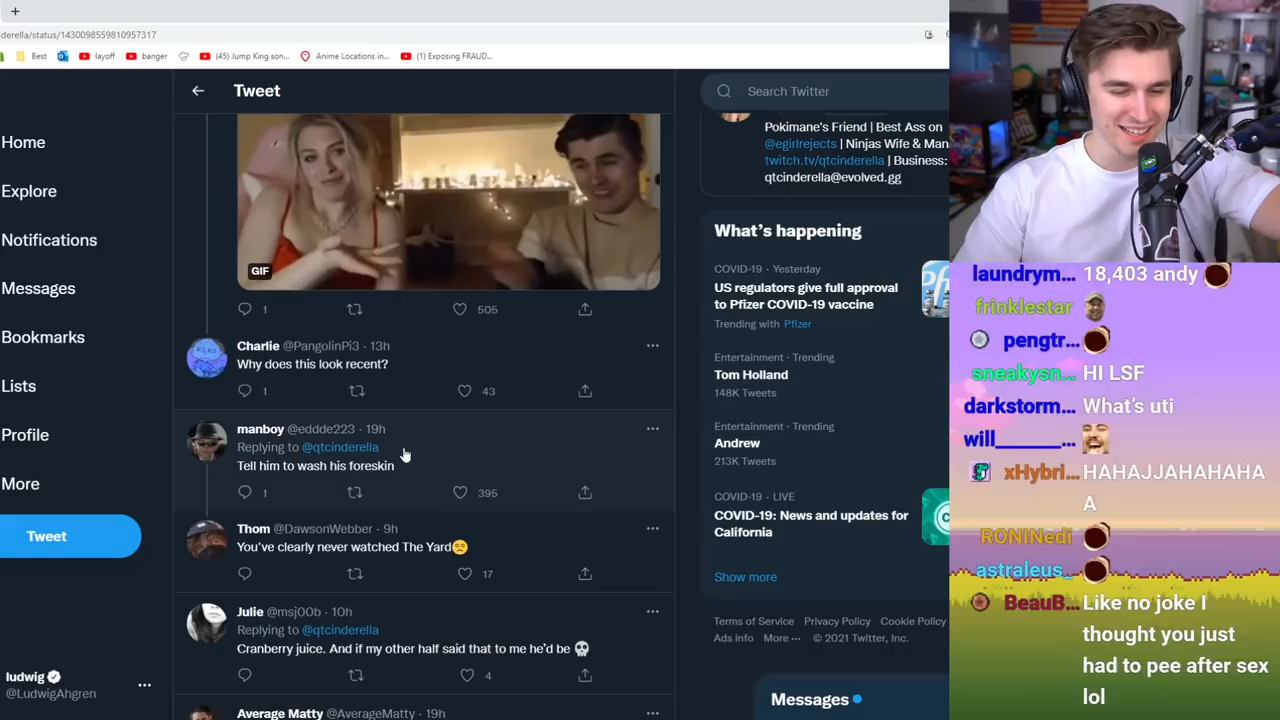 derella/status/1430098559810957317
Best
layoff
banger
(45) Jump King son...
Anime Locations in...
(1) Exposing FRAUD...
Home
Explore
Notifications
Messages
Bookmarks
Lists
Profile
More
Tweet
ludwig
@LudwigAhgren
Tweet
GIF
1
505
Charlie @PangolinPi3 · 13h
Why does this look recent?
1
43
manboy @eddde223 · 19h
Replying to @qtcinderella
Tell him to wash his foreskin
1
395
Thom @DawsonWebber · 9h
You've clearly never watched The Yard😒
17
Julie @msj00b · 10h
Replying to @qtcinderella
Cranberry juice. And if my other half said that to me he'd be 💀
4
Average Matty @AverageMatty · 19h
Search Twitter
Pokimane's Friend | Best Ass on
@egirlrejects | Ninjas Wife & Man
twitch.tv/qtcinderella | Business:
qtcinderella@evolved.gg
What's happening
COVID-19 · Yesterday
US regulators give full approval
to Pfizer COVID-19 vaccine
Trending with Pfizer
Entertainment · Trending
Tom Holland
148K Tweets
Entertainment · Trending
Andrew
213K Tweets
COVID-19 · LIVE
COVID-19: News and updates for
California
Show more
Terms of Service Privacy Policy Cookie Policy
Ads info More ··· © 2021 Twitter, Inc.
Messages
laundrym... 18,403 andy
frinklestar
pengtr...
sneakysn... HI LSF
darkstorm... What's uti
will______...
xHybri... HAHAJJAHAHAHA
A
RONINedi
astraleus_
BeauB... Like no joke I
thought you just
had to pee after sex
lol